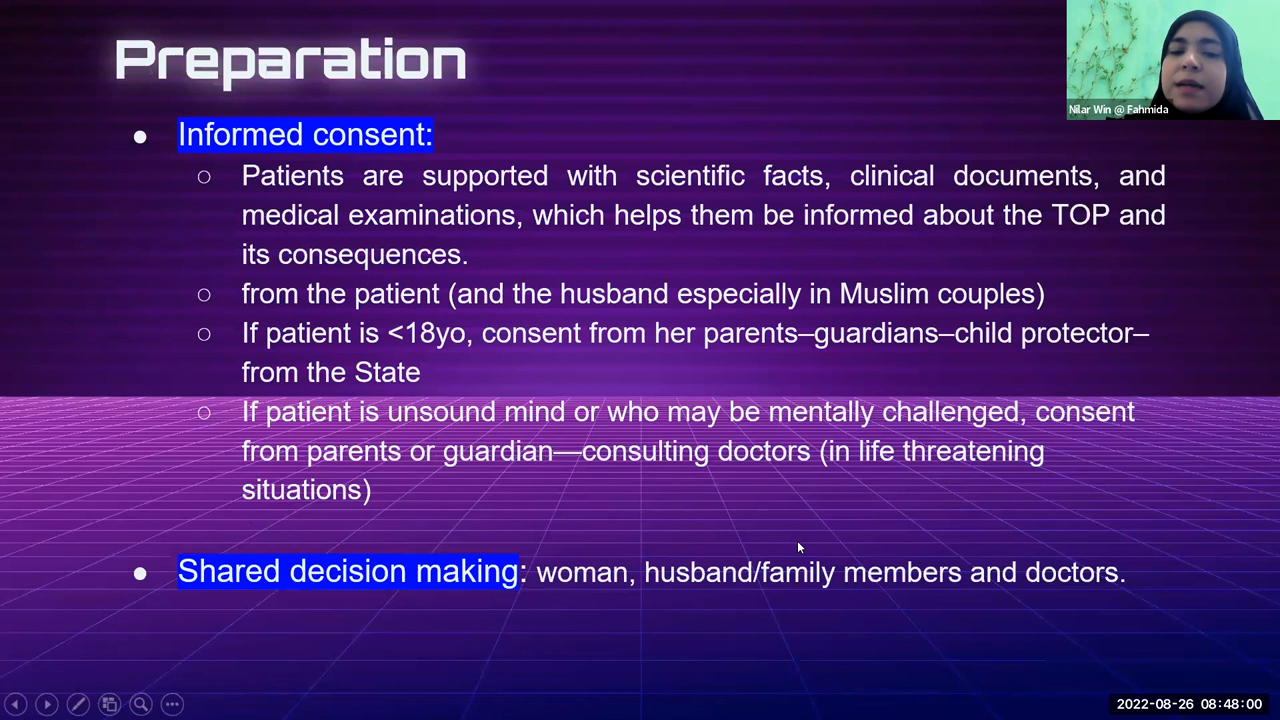 Preparation
Nilar Win @ Fahmida
● Informed consent:
○ Patients are supported with scientific facts, clinical documents, and
medical examinations, which helps them be informed about the TOP and
its consequences.
○ from the patient (and the husband especially in Muslim couples)
○ If patient is <18yo, consent from her parents–guardians–child protector–
from the State
○ If patient is unsound mind or who may be mentally challenged, consent
from parents or guardian—consulting doctors (in life threatening
situations)
● Shared decision making: woman, husband/family members and doctors.
2022-08-26 08:48:00